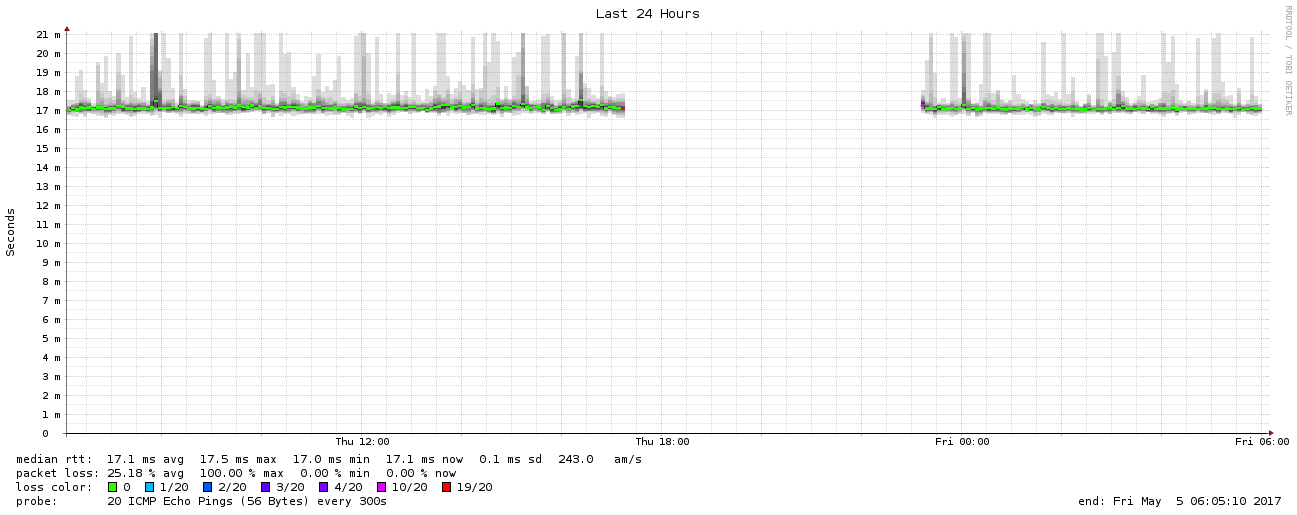 Last 24 Hours
RRDTOOL / TOBI OETIKER
Seconds
21 m
20 m
19 m
18 m
17 m
16 m
15 m
14 m
13 m
12 m
11 m
10 m
9 m
8 m
7 m
6 m
5 m
4 m
3 m
2 m
1 m
0
Thu 12:00 Thu 18:00 Fri 00:00 Fri 06:00
median rtt: 17.1 ms avg 17.5 ms max 17.0 ms min 17.1 ms now 0.1 ms sd 243.0 am/s
packet loss: 25.18 % avg 100.00 % max 0.00 % min 0.00 % now
loss color: 0 1/20 2/20 3/20 4/20 10/20 19/20
probe: 20 ICMP Echo Pings (56 Bytes) every 300s end: Fri May 5 06:05:10 2017